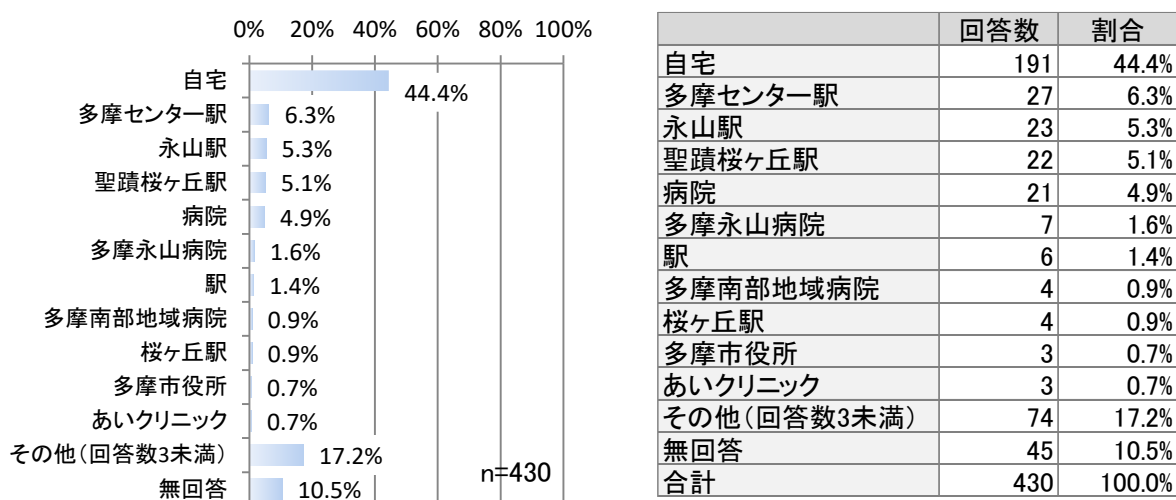 0% 20% 40% 60% 80% 100%
自宅 44.4%
多摩センター駅 6.3%
永山駅 5.3%
聖蹟桜ヶ丘駅 5.1%
病院 4.9%
多摩永山病院 1.6%
駅 1.4%
多摩南部地域病院 0.9%
桜ヶ丘駅 0.9%
多摩市役所 0.7%
あいクリニック 0.7%
その他(回答数3未満) 17.2%
無回答 10.5%
n=430
回答数 割合
自宅 191 44.4%
多摩センター駅 27 6.3%
永山駅 23 5.3%
聖蹟桜ヶ丘駅 22 5.1%
病院 21 4.9%
多摩永山病院 7 1.6%
駅 6 1.4%
多摩南部地域病院 4 0.9%
桜ヶ丘駅 4 0.9%
多摩市役所 3 0.7%
あいクリニック 3 0.7%
その他(回答数3未満) 74 17.2%
無回答 45 10.5%
合計 430 100.0%